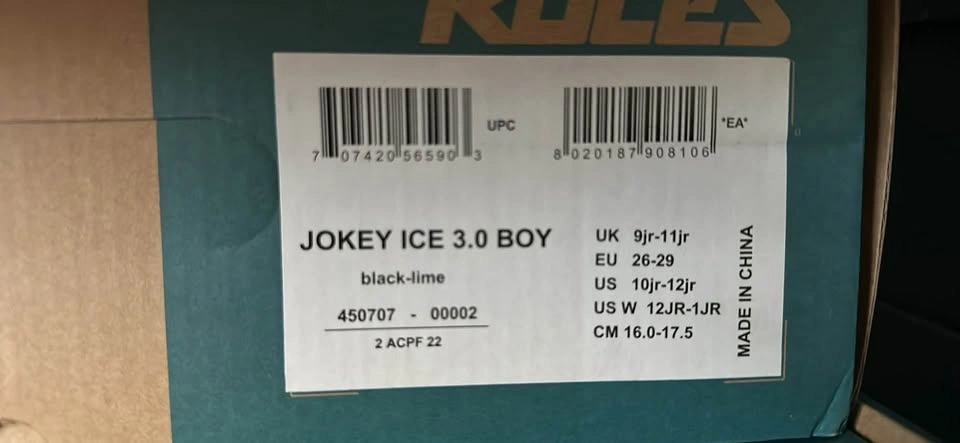 UPC
7 07420 56590 3
*EA*
8 020187 908106
JOKEY ICE 3.0 BOY
black-lime
450707 - 00002
2 ACPF 22
UK 9jr-11jr
EU 26-29
US 10jr-12jr
US W 12JR-1JR
CM 16.0-17.5
MADE IN CHINA